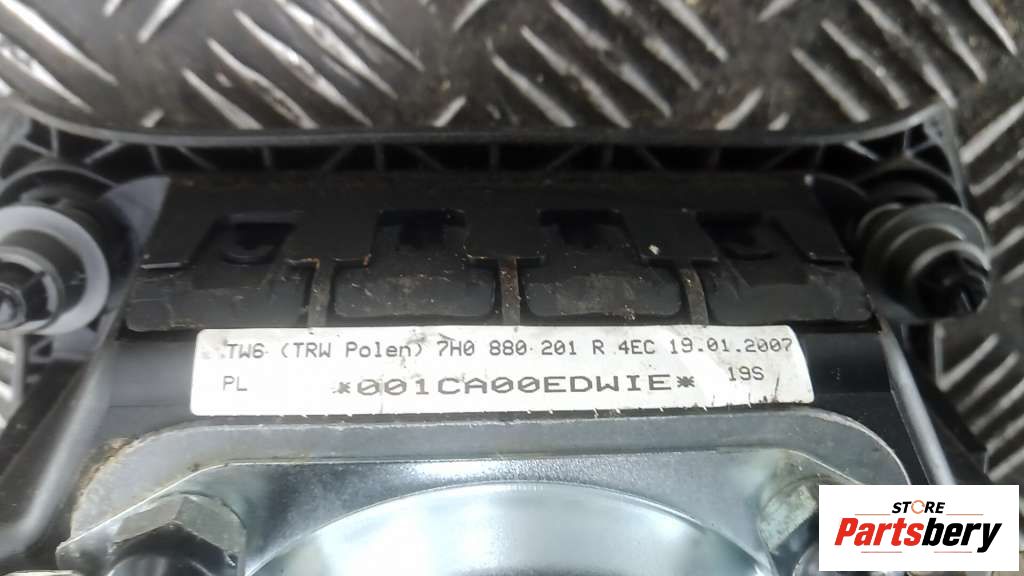 TW6 (TRW Polen) 7H0 880 201 R 4EC 19.01.2007
PL *001CA00EDWIE* 19S
STORE
Partsbery